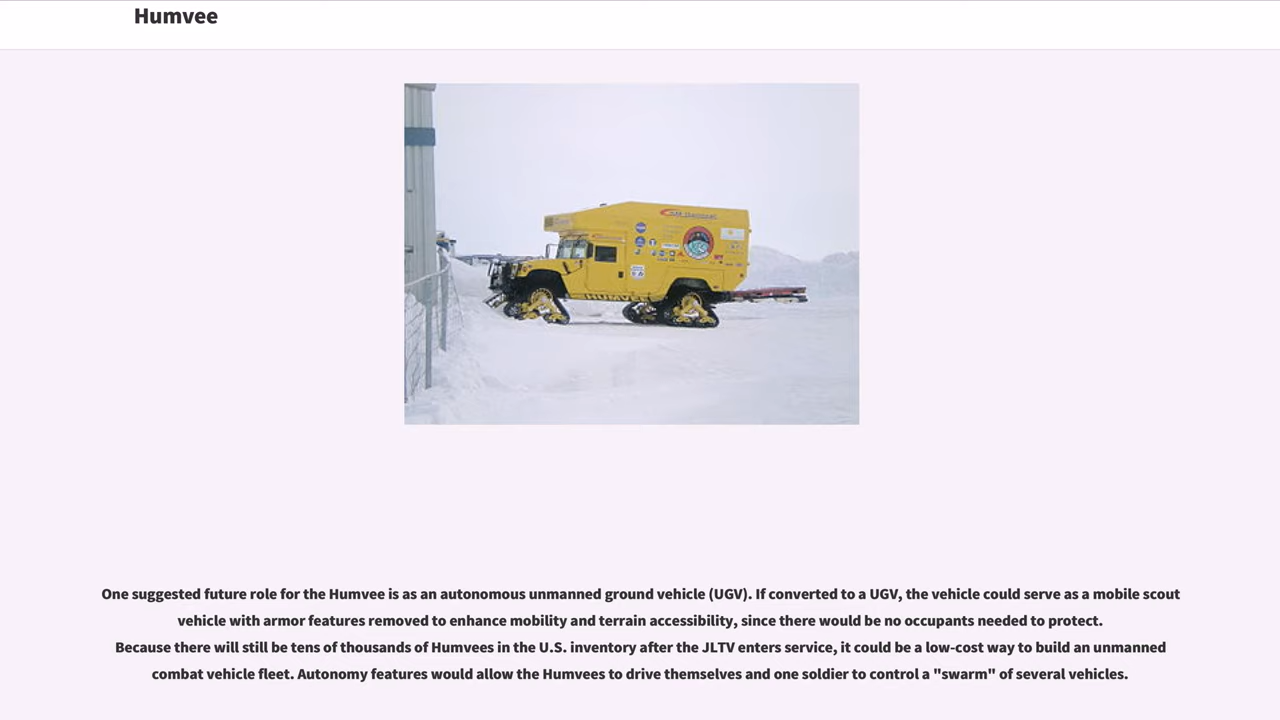 Humvee
HUMVEE
One suggested future role for the Humvee is as an autonomous unmanned ground vehicle (UGV). If converted to a UGV, the vehicle could serve as a mobile scout
vehicle with armor features removed to enhance mobility and terrain accessibility, since there would be no occupants needed to protect.
Because there will still be tens of thousands of Humvees in the U.S. inventory after the JLTV enters service, it could be a low-cost way to build an unmanned
combat vehicle fleet. Autonomy features would allow the Humvees to drive themselves and one soldier to control a "swarm" of several vehicles.